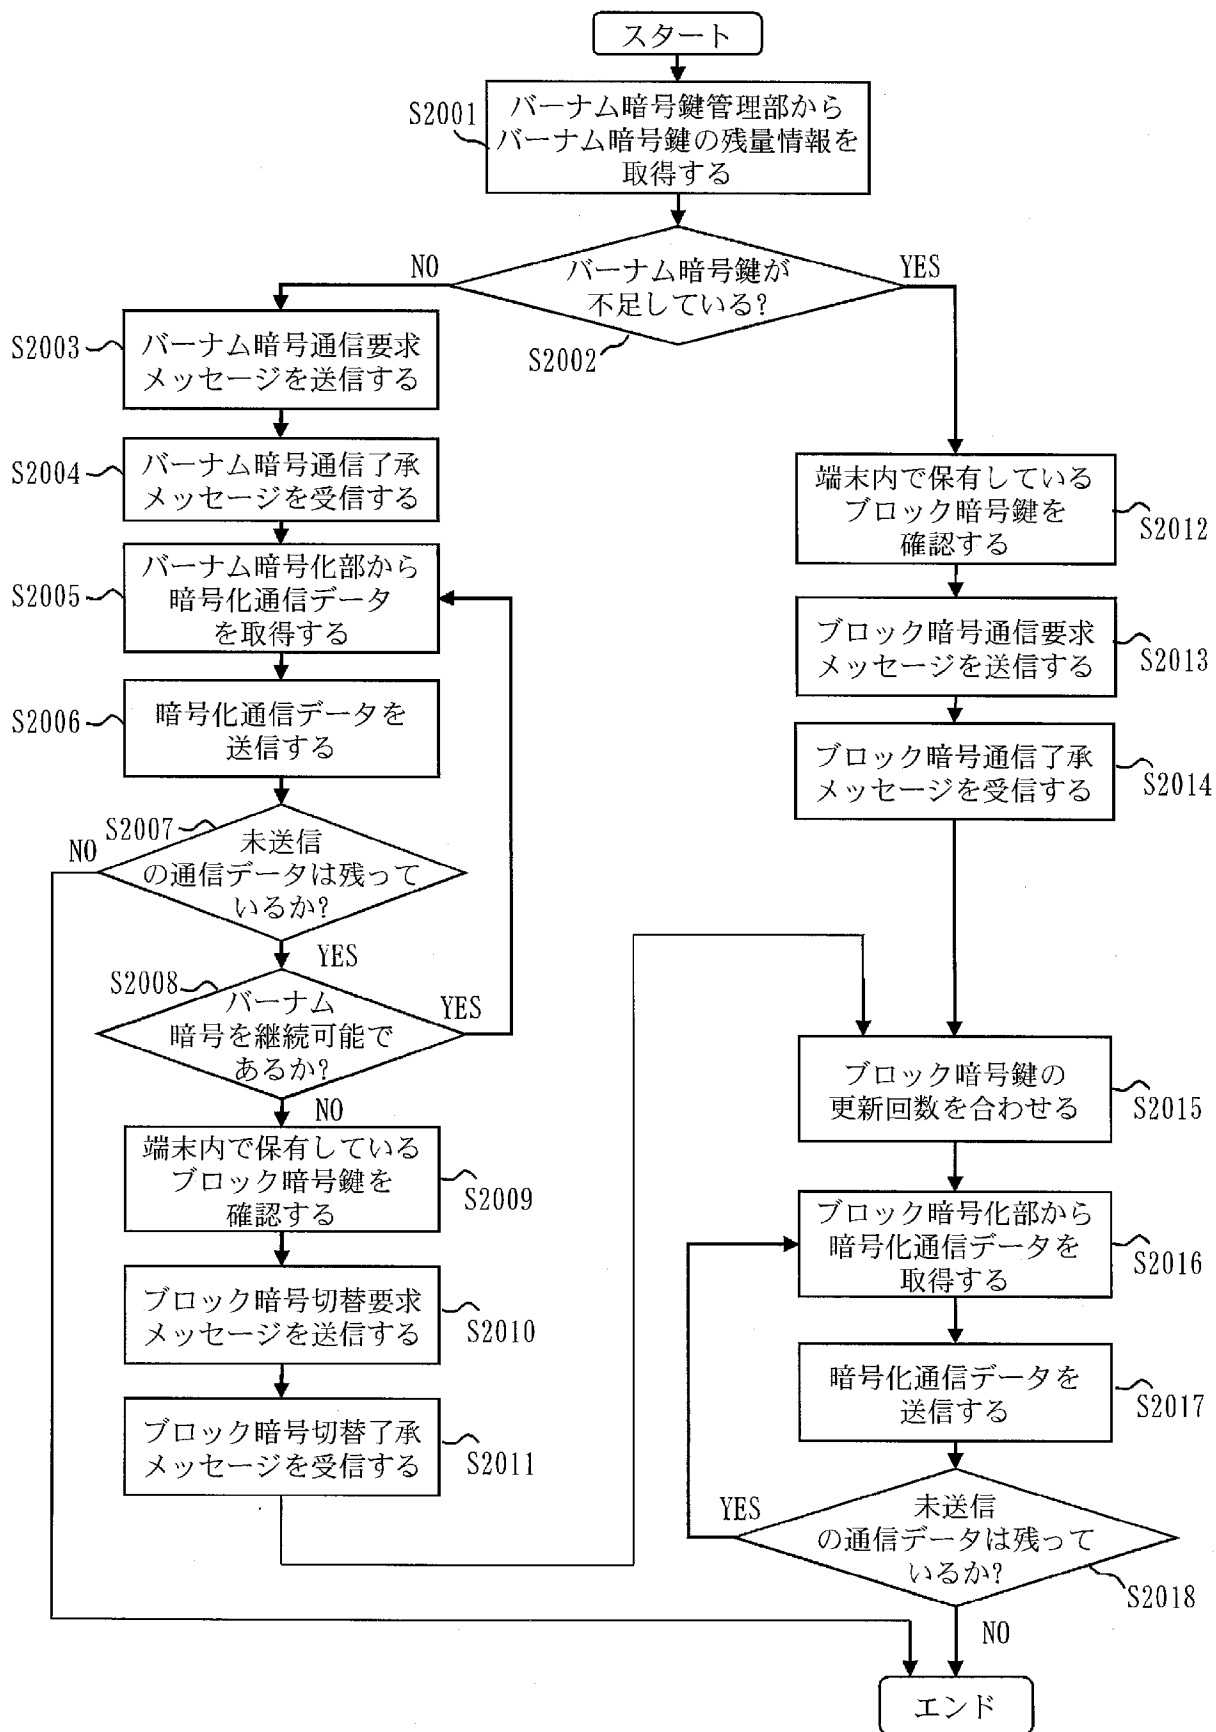 スタート
S2001
バーナム暗号鍵管理部から
バーナム暗号鍵の残量情報を
取得する
NO
バーナム暗号鍵が
不足している?
YES
S2002
S2003
バーナム暗号通信要求
メッセージを送信する
S2004
バーナム暗号通信了承
メッセージを受信する
S2005
バーナム暗号化部から
暗号化通信データ
を取得する
S2006
暗号化通信データを
送信する
S2007
NO
未送信
の通信データは残って
いるか?
YES
S2008
バーナム
暗号を継続可能で
あるか?
YES
NO
端末内で保有している
ブロック暗号鍵を
確認する
S2009
ブロック暗号切替要求
メッセージを送信する
S2010
ブロック暗号切替了承
メッセージを受信する
S2011
端末内で保有している
ブロック暗号鍵を
確認する
S2012
ブロック暗号通信要求
メッセージを送信する
S2013
ブロック暗号通信了承
メッセージを受信する
S2014
ブロック暗号鍵の
更新回数を合わせる
S2015
ブロック暗号化部から
暗号化通信データを
取得する
S2016
暗号化通信データを
送信する
S2017
YES
未送信
の通信データは残って
いるか?
S2018
NO
エンド